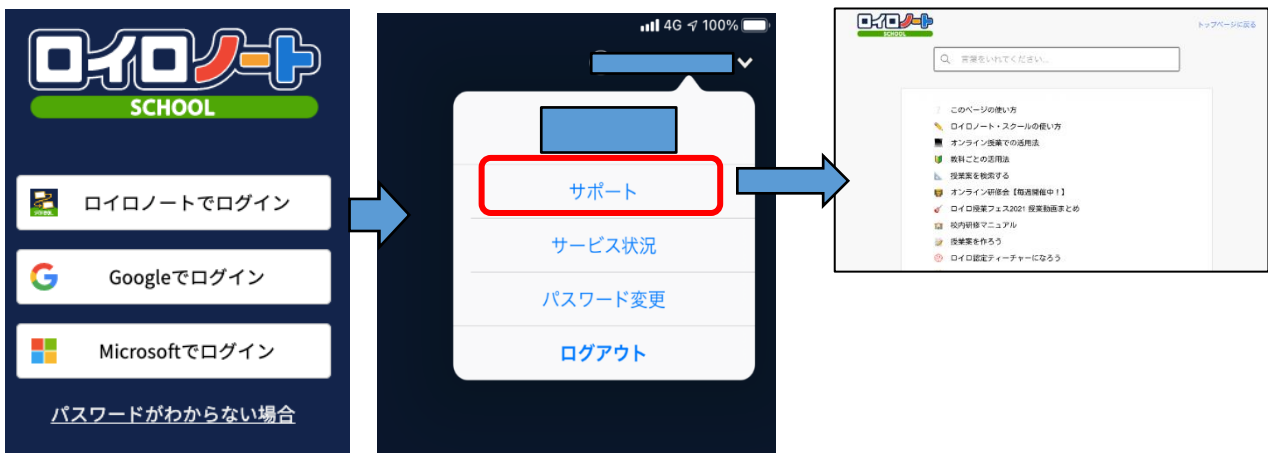 ロイロノート
SCHOOL
ロイロノートでログイン
Googleでログイン
Microsoftでログイン
パスワードがわからない場合
4G 100%
サポート
サービス状況
パスワード変更
ログアウト
ロイロノート
SCHOOL
トップページに戻る
言葉をいれてください...
このページの使い方
ロイロノート・スクールの使い方
オンライン授業での活用法
教科ごとの活用法
授業案を検索する
オンライン研修会【毎週開催中!】
ロイロ授業フェス2021 授業動画まとめ
校内研修マニュアル
授業案を作ろう
ロイロ認定ティーチャーになろう